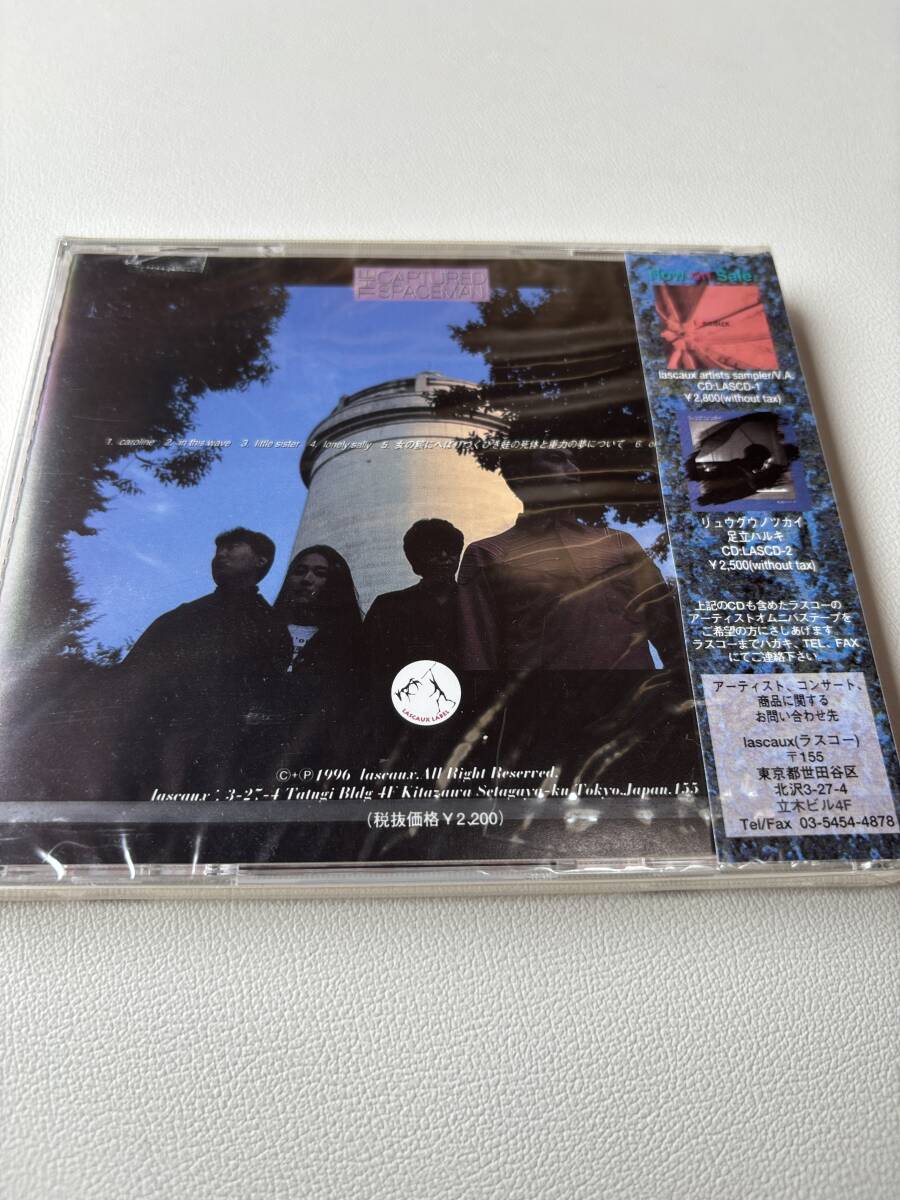 THE
CAPTURED
SPACEMAN
1. caroline 2. in this wave 3. little sister 4. lonely sally 5. 女の額にへばりつくひき蛙の死体と重力の夢について 6.
LASCAUX LABEL
©+Ⓟ1996 lascaux.All Right Reserved.
lascaux : 3-27-4 Tatugi Bldg 4F Kitazawa Setagaya-ku Tokyo.Japan.155
(税抜価格¥2,200)
Now on Sale
lascaux artists sampler/V.A.
CD:LASCD-1
¥2,800(without tax)
リュウグウノツカイ
足立ハルキ
CD:LASCD-2
¥2,500(without tax)
上記のCDも含めたラスコーの
アーティストオムニバステープを
ご希望の方にさしあげます。
ラスコーまでハガキ、TEL、FAX
にてご連絡下さい。
アーティスト、コンサート、
商品に関する
お問い合わせ先
lascaux(ラスコー)
〒155
東京都世田谷区
北沢3-27-4
立木ビル4F
Tel/Fax 03-5454-4878